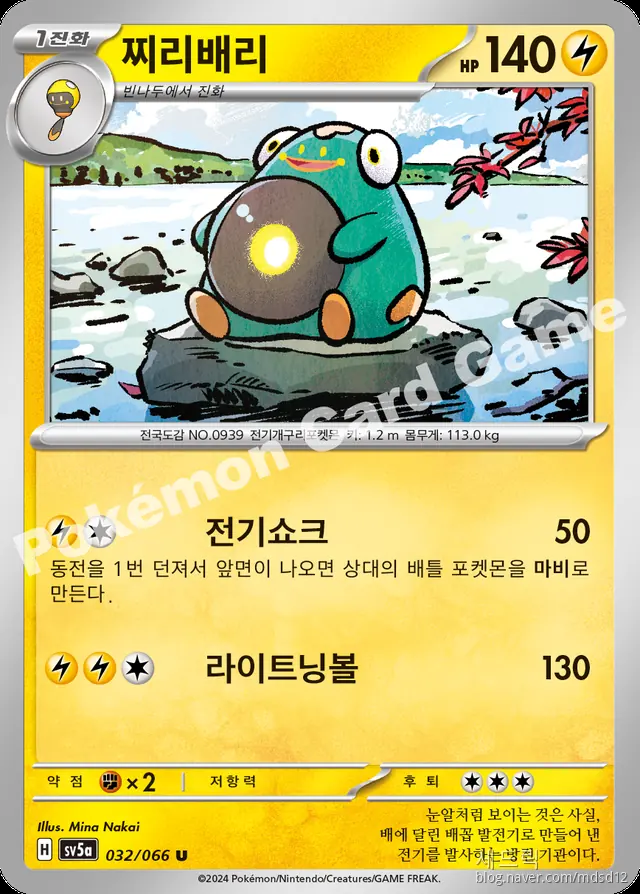 1진화 찌리배리 HP 140
빈나두에서 진화
전국도감 NO.0939 전기개구리포켓몬 키: 1.2 m 몸무게: 113.0 kg
Pokémon Card Game
전기쇼크 50
동전을 1번 던져서 앞면이 나오면 상대의 배틀 포켓몬을 마비로
만든다.
라이트닝볼 130
약점 ×2 저항력 후퇴
Illus. Mina Nakai
눈알처럼 보이는 것은 사실,
배에 달린 배꼽 발전기로 만들어 낸
전기를 발사하는 발전 기관이다.
H sv5a 032/066 U
blog.naver.com/mdsd12
©2024 Pokémon/Nintendo/Creatures/GAME FREAK.